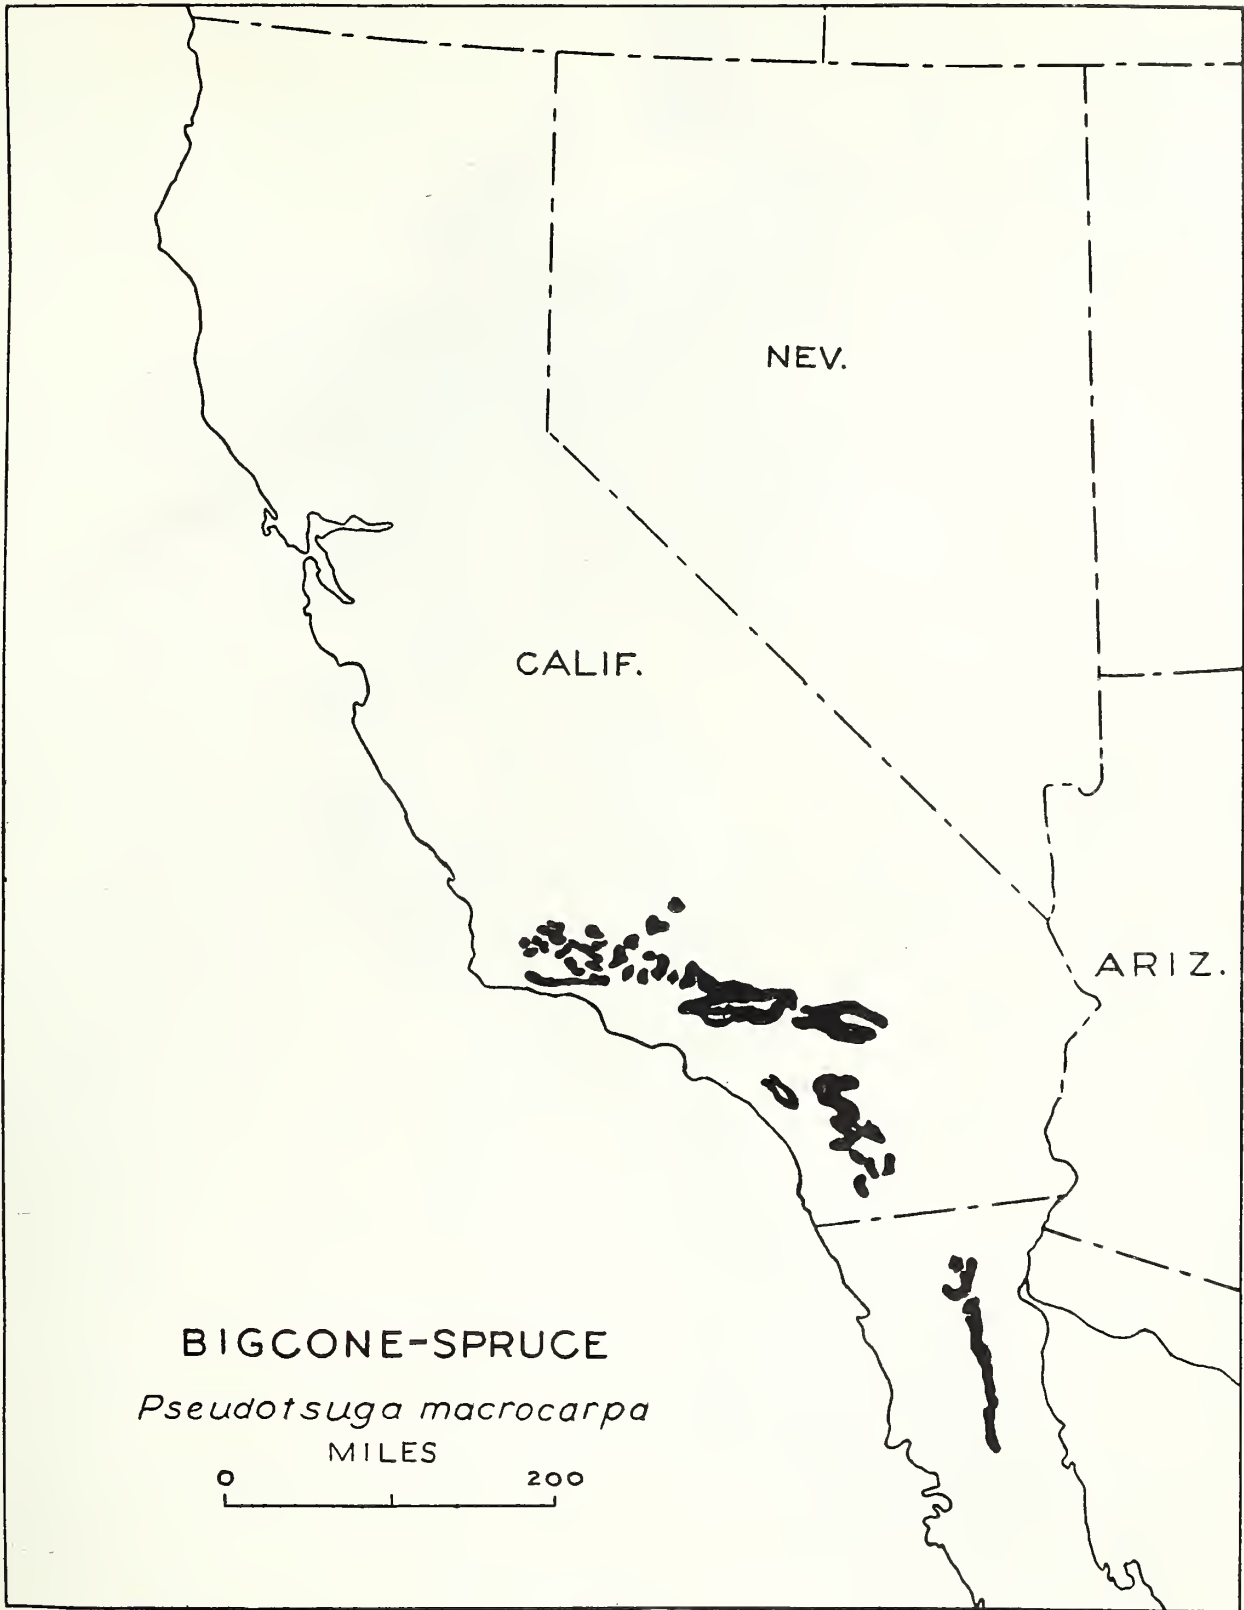 NEV.
CALIF.
ARIZ.
BIGCONE-SPRUCE
Pseudotsuga macrocarpa
MILES
0 200